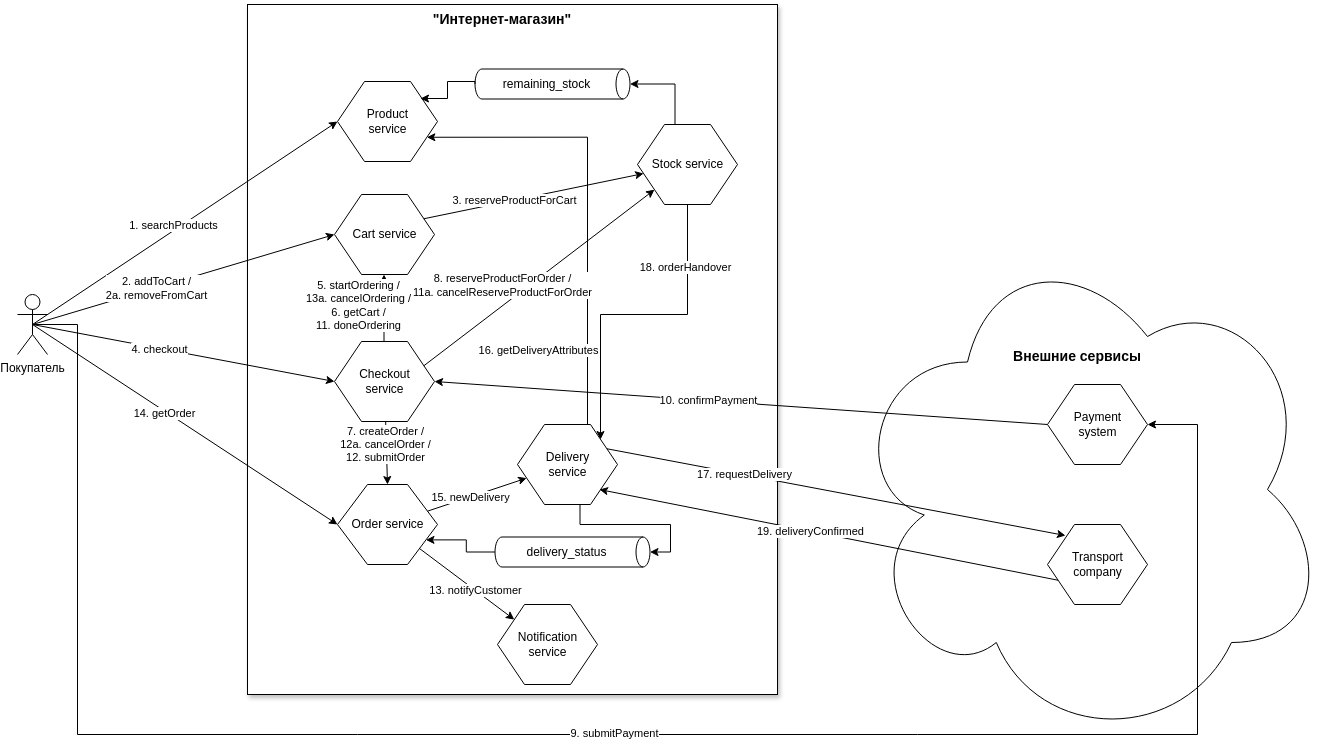 "Интернет-магазин"
remaining_stock
Product
service
Stock service
3. reserveProductForCart
1. searchProducts
Cart service
18. orderHandover
2. addToCart /
2a. removeFromCart
5. startOrdering /
13a. cancelOrdering /
6. getCart /
11. doneOrdering
8. reserveProductForOrder /
11a. cancelReserveProductForOrder
Покупатель
4. checkout
16. getDeliveryAttributes
Внешние сервисы
Checkout
service
10. confirmPayment
Payment
system
14. getOrder
7. createOrder /
12a. cancelOrder /
12. submitOrder
Delivery
service
17. requestDelivery
15. newDelivery
Order service
19. deliveryConfirmed
delivery_status
Transport
company
13. notifyCustomer
Notification
service
9. submitPayment